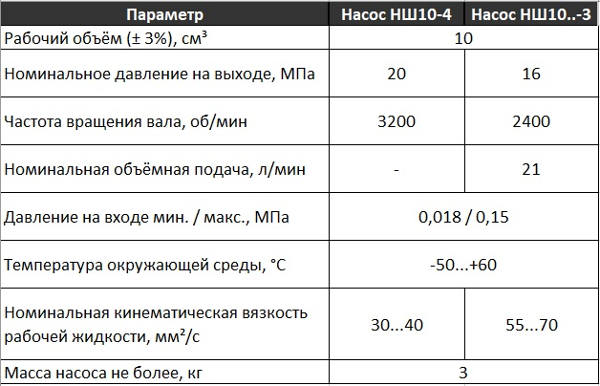 Параметр Насос НШ10-4 Насос НШ10..-3
Рабочий объём (± 3%), см³ 10
Номинальное давление на выходе, МПа 20 16
Частота вращения вала, об/мин 3200 2400
Номинальная объёмная подача, л/мин - 21
Давление на входе мин. / макс., МПа 0,018 / 0,15
Температура окружающей среды, °С -50...+60
Номинальная кинематическая вязкость
рабочей жидкости, мм²/с 30...40 55...70
Масса насоса не более, кг 3